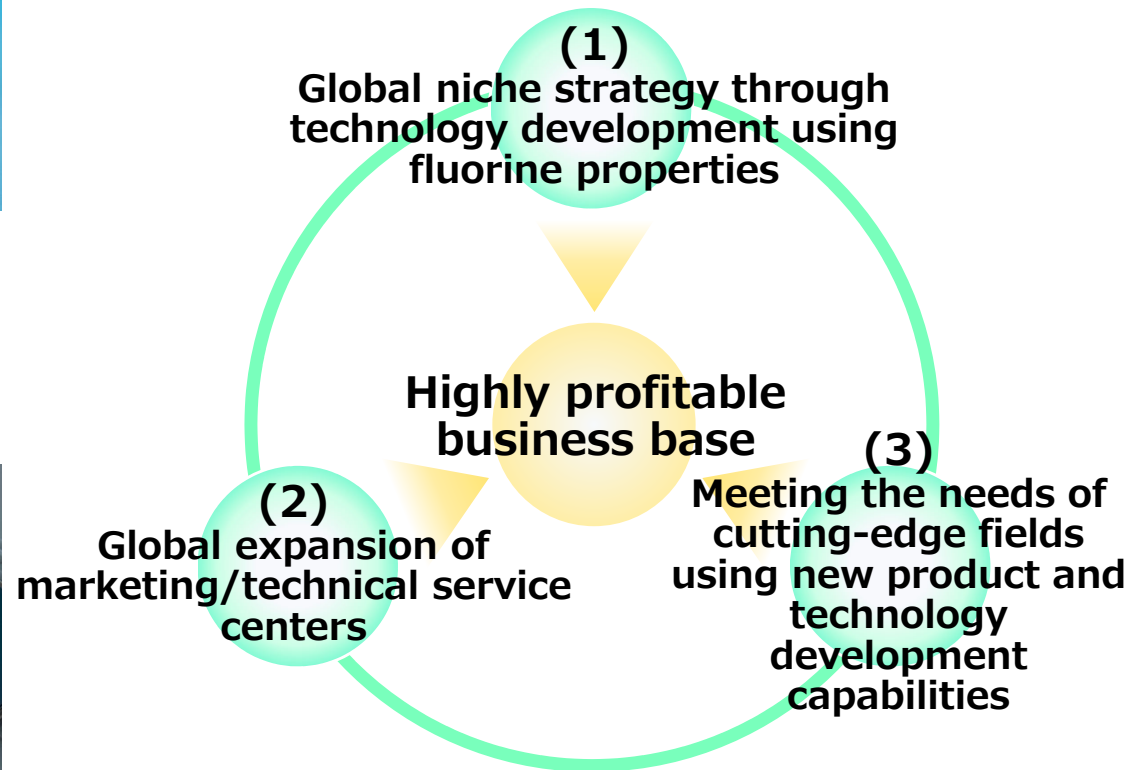 (1)
Global niche strategy through
technology development using
fluorine properties
Highly profitable
business base
(2)
Global expansion of
marketing/technical service
centers
(3)
Meeting the needs of
cutting-edge fields
using new product and
technology
development
capabilities